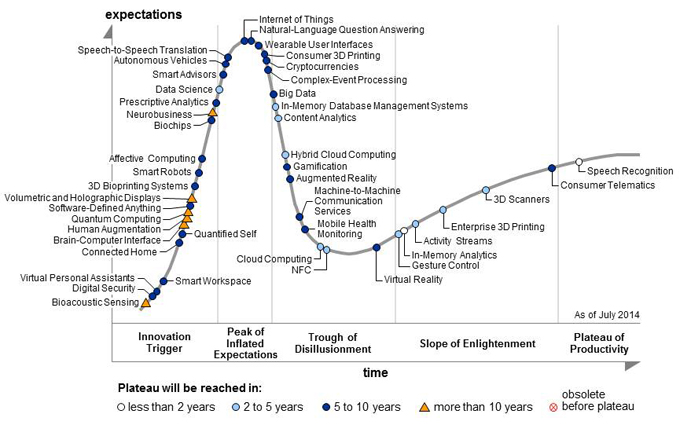 expectations
Internet of Things
Natural-Language Question Answering
Wearable User Interfaces
Consumer 3D Printing
Cryptocurrencies
Complex-Event Processing
Speech-to-Speech Translation
Autonomous Vehicles
Smart Advisors
Data Science
Prescriptive Analytics
Neurobusiness
Biochips
Big Data
In-Memory Database Management Systems
Content Analytics
Hybrid Cloud Computing
Gamification
Augmented Reality
Machine-to-Machine
Communication
Services
Mobile Health
Monitoring
Affective Computing
Smart Robots
3D Bioprinting Systems
Volumetric and Holographic Displays
Software-Defined Anything
Quantum Computing
Human Augmentation
Brain-Computer Interface
Connected Home
Quantified Self
Virtual Personal Assistants
Digital Security
Bioacoustic Sensing
Smart Workspace
Cloud Computing
NFC
Virtual Reality
Gesture Control
In-Memory Analytics
Activity Streams
Enterprise 3D Printing
3D Scanners
Consumer Telematics
Speech Recognition
As of July 2014
Innovation
Trigger
Peak of
Inflated
Expectations
Trough of
Disillusionment
Slope of Enlightenment
Plateau of
Productivity
time
Plateau will be reached in:
less than 2 years
2 to 5 years
5 to 10 years
more than 10 years
obsolete
before plateau